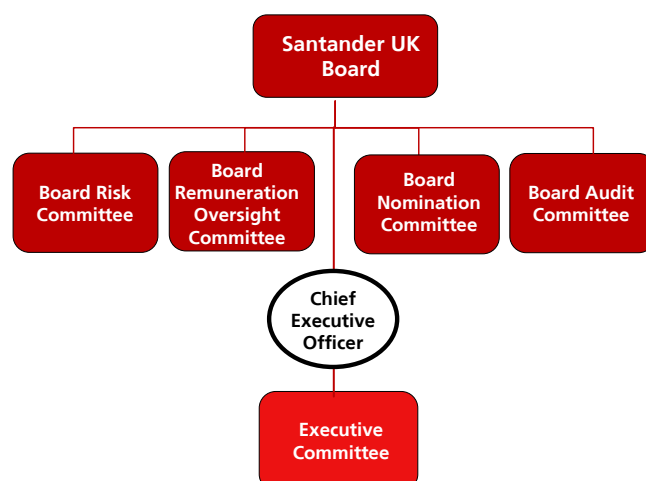 Santander UK
Board
Board Risk
Committee
Board
Remuneration
Oversight
Committee
Board
Nomination
Committee
Board Audit
Committee
Chief
Executive
Officer
Executive
Committee